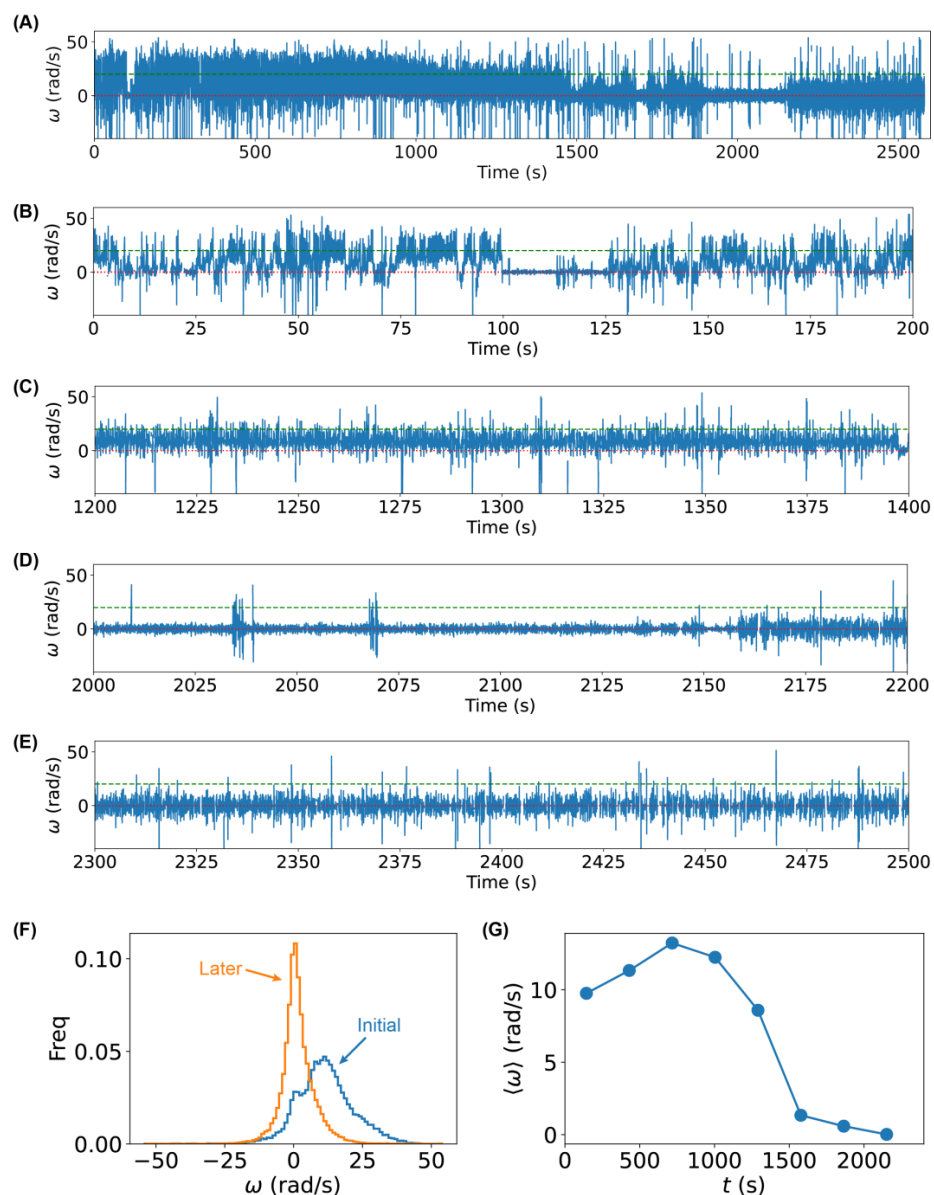 (A)
50
0
ω (rad/s)
0 500 1000 1500 2000 2500
Time (s)
(B)
50
0
ω (rad/s)
0 25 50 75 100 125 150 175 200
Time (s)
(C)
50
0
ω (rad/s)
1200 1225 1250 1275 1300 1325 1350 1375 1400
Time (s)
(D)
50
0
ω (rad/s)
2000 2025 2050 2075 2100 2125 2150 2175 2200
Time (s)
(E)
50
0
ω (rad/s)
2300 2325 2350 2375 2400 2425 2450 2475 2500
Time (s)
(F)
0.10
0.05
0.00
Freq
Later
Initial
−50 −25 0 25 50
ω (rad/s)
(G)
10
5
0
⟨ω⟩ (rad/s)
0 500 1000 1500 2000
t (s)